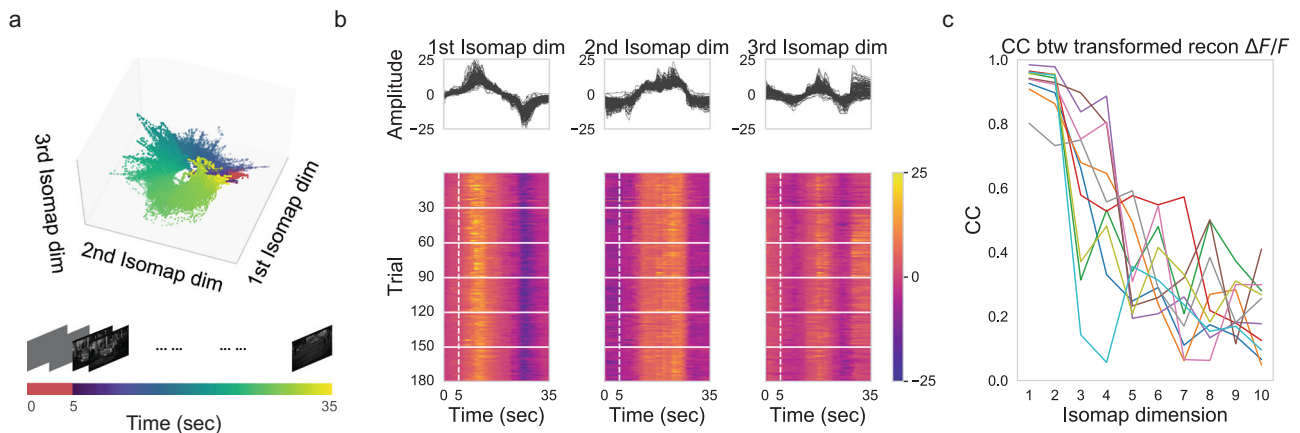 a
3rd Isomap dim
2nd Isomap dim
1st Isomap dim
... ...
... ...
0
5
35
Time (sec)
b
1st Isomap dim
2nd Isomap dim
3rd Isomap dim
Amplitude
25
0
−25
25
0
−25
25
0
−25
Trial
30
60
90
120
150
180
0 5 35
Time (sec)
0 5 35
Time (sec)
0 5 35
Time (sec)
25
0
−25
c
CC btw transformed recon ΔF/F
CC
1.0
0.8
0.6
0.4
0.2
0.0
1 2 3 4 5 6 7 8 9 10
Isomap dimension